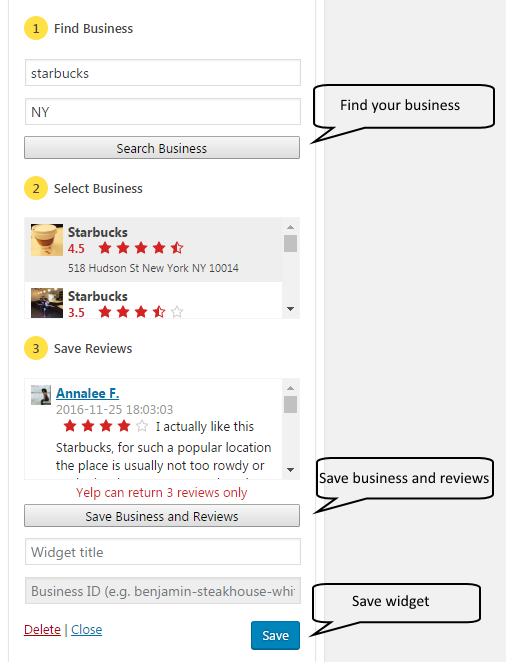 1 Find Business
starbucks
NY
Find your business
Search Business
2 Select Business
Starbucks
4.5
518 Hudson St New York NY 10014
Starbucks
3.5
3 Save Reviews
Annalee F.
2016-11-25 18:03:03
I actually like this
Starbucks, for such a popular location
the place is usually not too rowdy or
Yelp can return 3 reviews only
Save business and reviews
Save Business and Reviews
Widget title
Business ID (e.g. benjamin-steakhouse-whi
Save widget
Delete | Close
Save